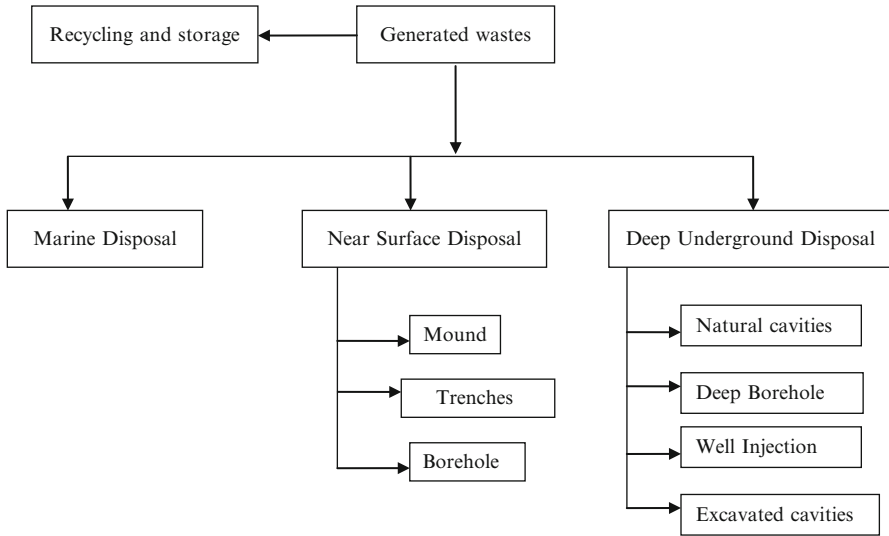 Recycling and storage
Generated wastes
Marine Disposal
Near Surface Disposal
Deep Underground Disposal
Mound
Trenches
Borehole
Natural cavities
Deep Borehole
Well Injection
Excavated cavities